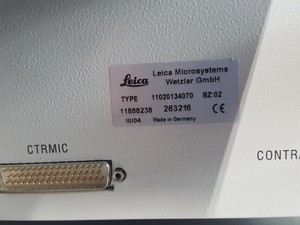 Leica
Leica Microsystems
Wetzlar GmbH
TYPE 11020134070 BZ:02
11888238 263216 CE
III/04 Made in Germany
CTRMIC
CONTRA